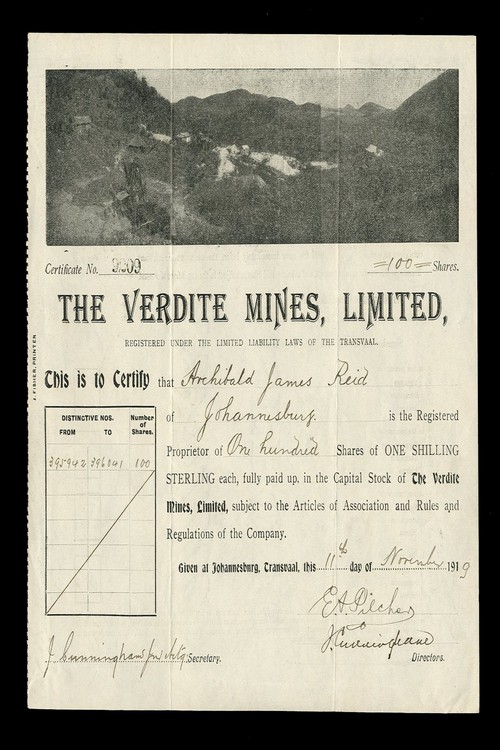 Certificate No. 9209
=100= Shares.
THE VERDITE MINES, LIMITED,
REGISTERED UNDER THE LIMITED LIABILITY LAWS OF THE TRANSVAAL.
This is to Certify that Archibald James Reid
of Johannesburg. is the Registered
Proprietor of One hundred Shares of ONE SHILLING
STERLING each, fully paid up, in the Capital Stock of The Verdite
Mines, Limited, subject to the Articles of Association and Rules and
Regulations of the Company.
Given at Johannesburg, Transvaal, this 11th day of November 1919
DISTINCTIVE NOS. Number of Shares.
FROM TO
395942 396041 100
E.A. Pilcher
J. Cunningham
Secretary.
Directors.
J. FISHER, PRINTER